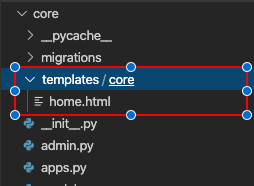 core
__pycache__
migrations
templates / core
home.html
__init__.py
admin.py
apps.py